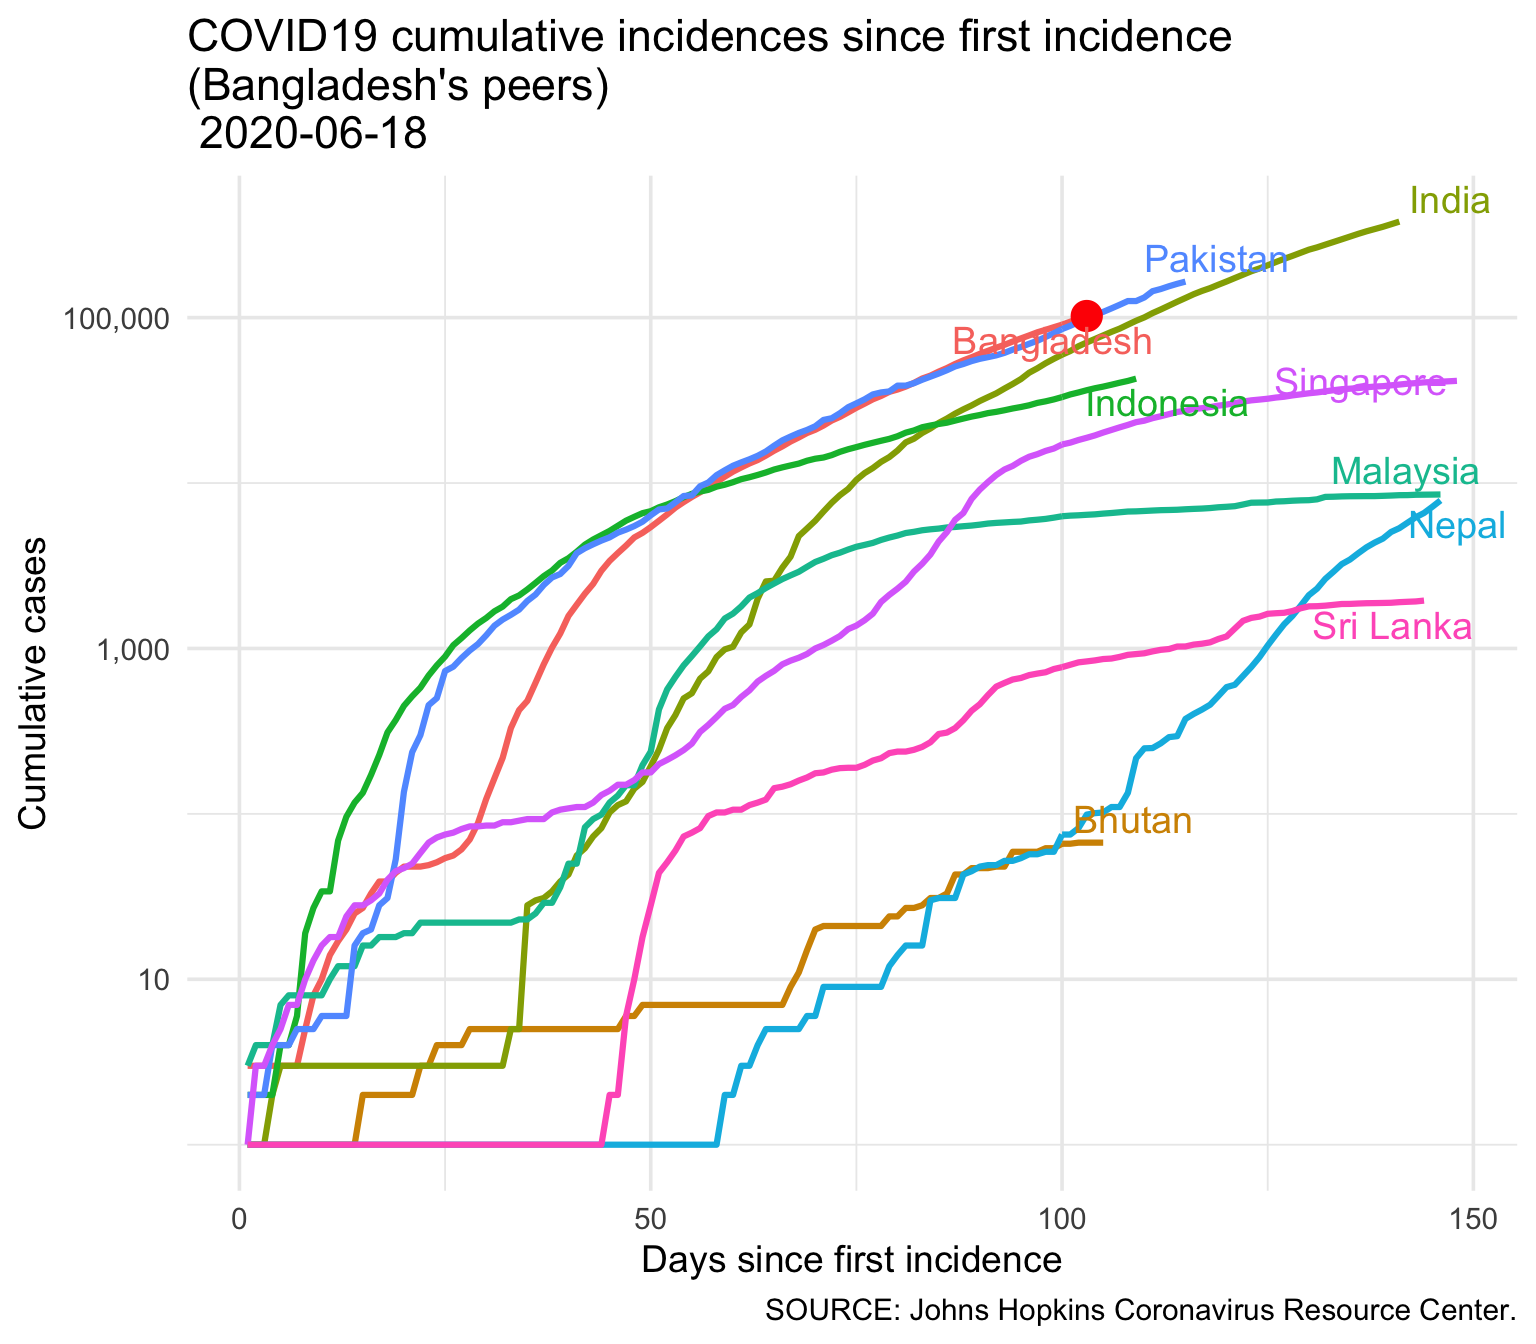 COVID19 cumulative incidences since first incidence
(Bangladesh's peers)
2020-06-18
India
Pakistan
100,000
Bangladesh
Singapore
Indonesia
Malaysia
Nepal
Cumulative cases
1,000
Sri Lanka
Bhutan
10
0
50
100
150
Days since first incidence
SOURCE: Johns Hopkins Coronavirus Resource Center.